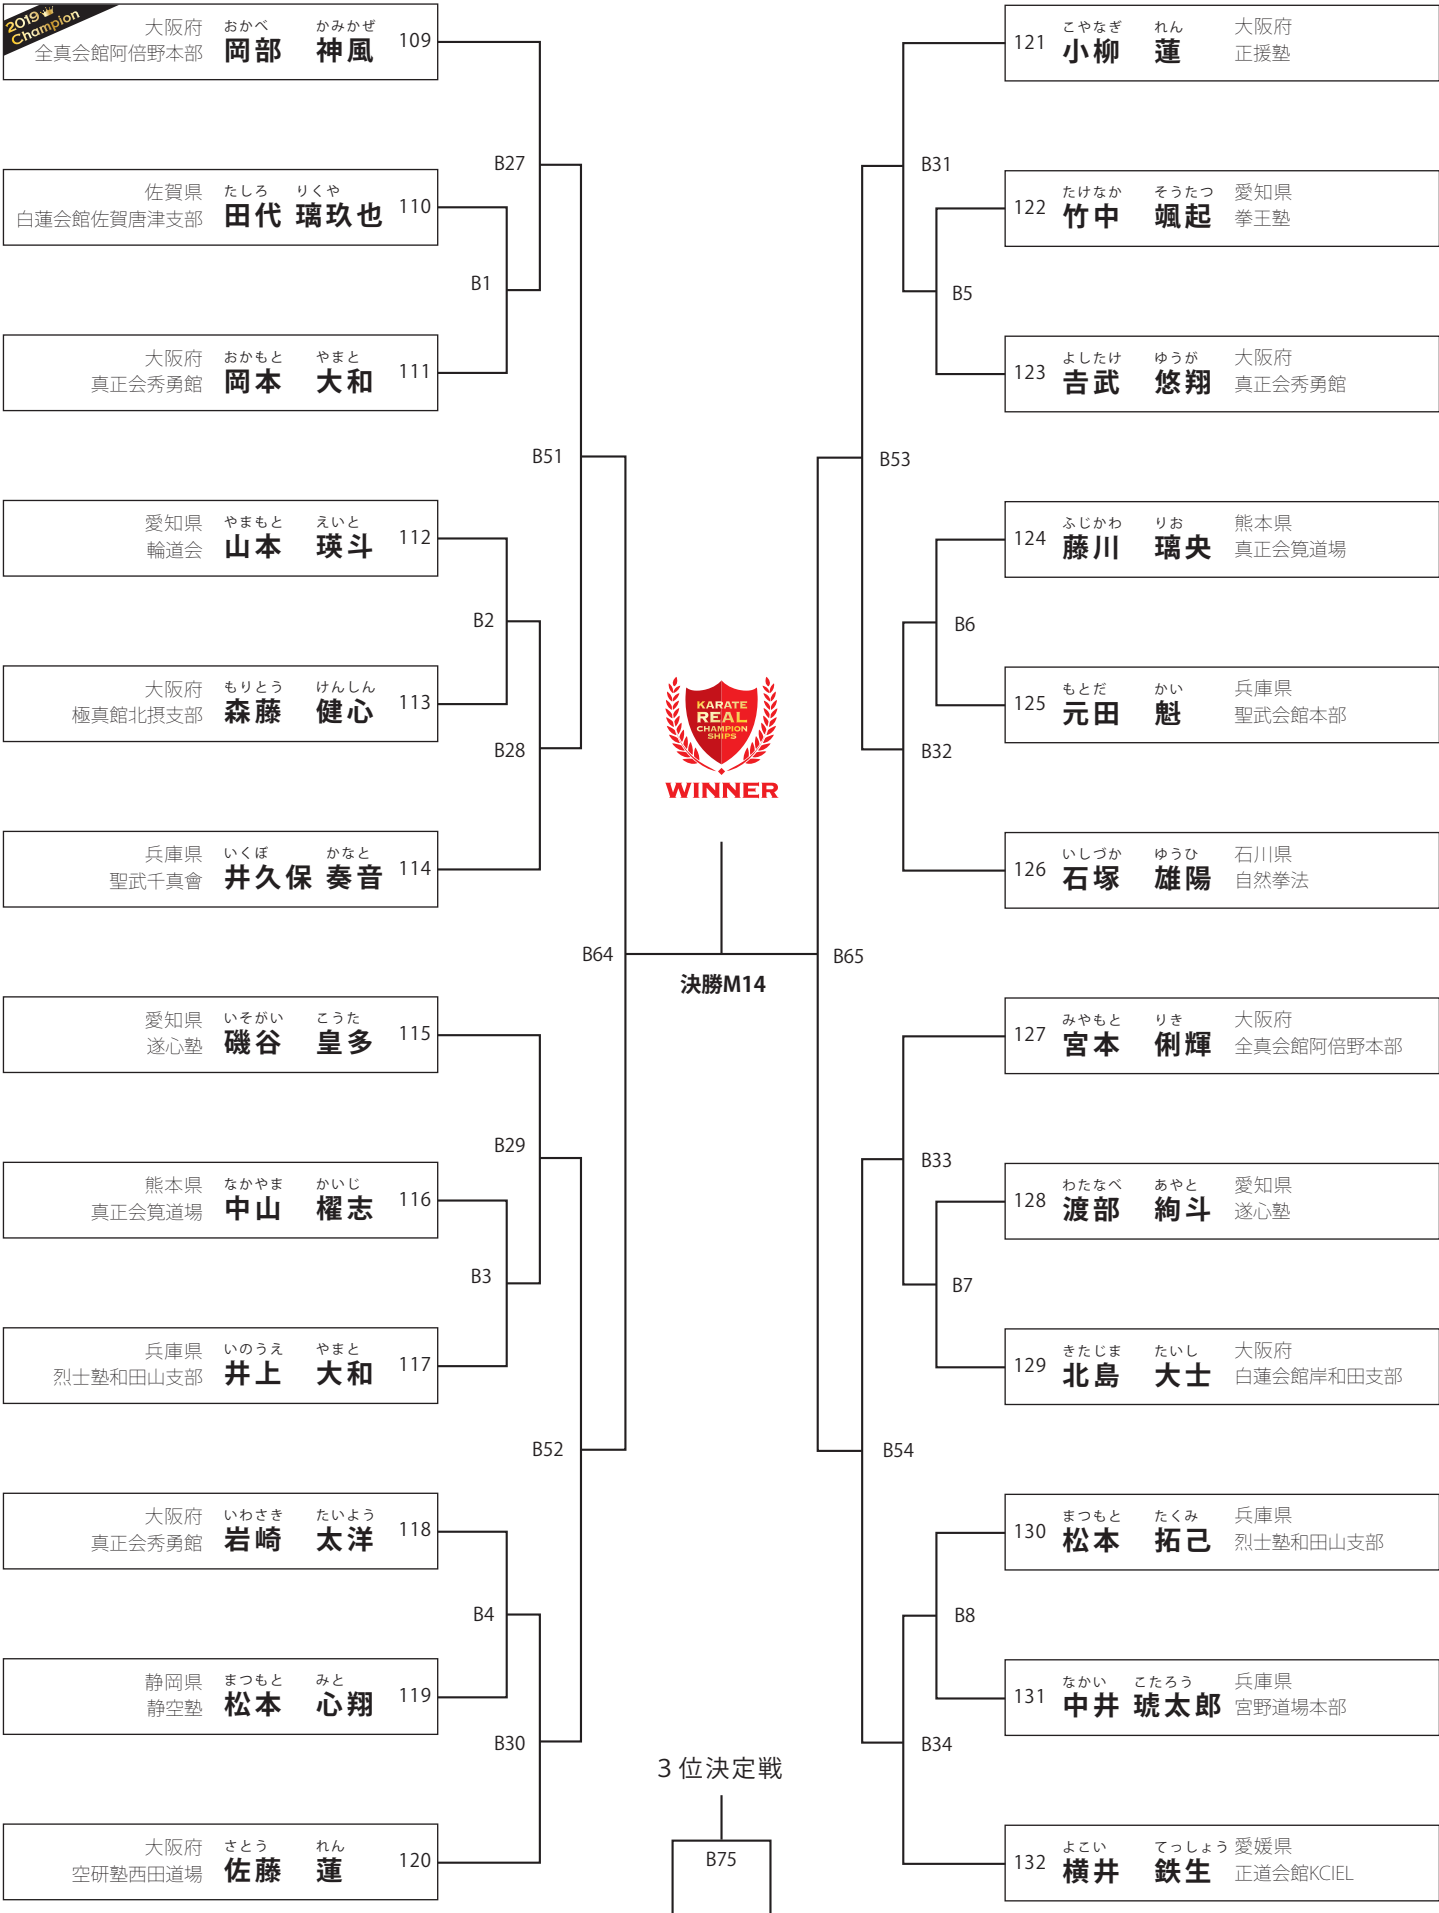 2019
Champion
大阪府
全真会館阿倍野本部
おかべ かみかぜ
岡部 神風
109
佐賀県
白蓮会館佐賀唐津支部
たしろ りくや
田代 璃玖也
110
大阪府
真正会秀勇館
おかもと やまと
岡本 大和
111
愛知県
輪道会
やまもと えいと
山本 瑛斗
112
大阪府
極真館北摂支部
もりとう けんしん
森藤 健心
113
兵庫県
聖武千真會
いくぼ かなと
井久保 奏音
114
愛知県
遂心塾
いそがい こうた
磯谷 皇多
115
熊本県
真正会筧道場
なかやま かいじ
中山 櫂志
116
兵庫県
烈士塾和田山支部
いのうえ やまと
井上 大和
117
大阪府
真正会秀勇館
いわさき たいよう
岩崎 太洋
118
静岡県
静空塾
まつもと みと
松本 心翔
119
大阪府
空研塾西田道場
さとう れん
佐藤 蓮
120
B27
B1
B51
B2
B28
B64
B29
B3
B52
B4
B30
KARATE
REAL
CHAMPION
SHIPS
WINNER
決勝M14
3位決定戦
B75
B31
B5
B53
B6
B32
B65
B33
B7
B54
B8
B34
121
こやなぎ れん
小柳 蓮
大阪府
正援塾
122
たけなか そうたつ
竹中 颯起
愛知県
拳王塾
123
よしたけ ゆうが
吉武 悠翔
大阪府
真正会秀勇館
124
ふじかわ りお
藤川 璃央
熊本県
真正会筧道場
125
もとだ かい
元田 魁
兵庫県
聖武会館本部
126
いしづか ゆうひ
石塚 雄陽
石川県
自然拳法
127
みやもと りき
宮本 俐輝
大阪府
全真会館阿倍野本部
128
わたなべ あやと
渡部 絢斗
愛知県
遂心塾
129
きたじま たいし
北島 大士
大阪府
白蓮会館岸和田支部
130
まつもと たくみ
松本 拓己
兵庫県
烈士塾和田山支部
131
なかい こたろう
中井 琥太郎
兵庫県
宮野道場本部
132
よこい てっしょう
横井 鉄生
愛媛県
正道会館KCIEL